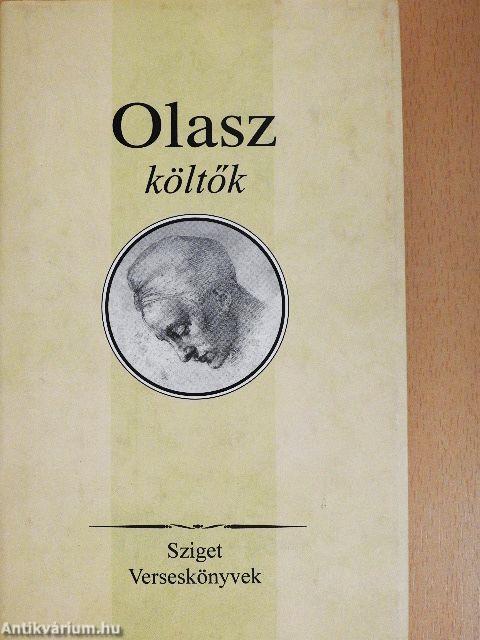 Olasz
költők
Sziget
Verseskönyvek
Antikvárium.hu